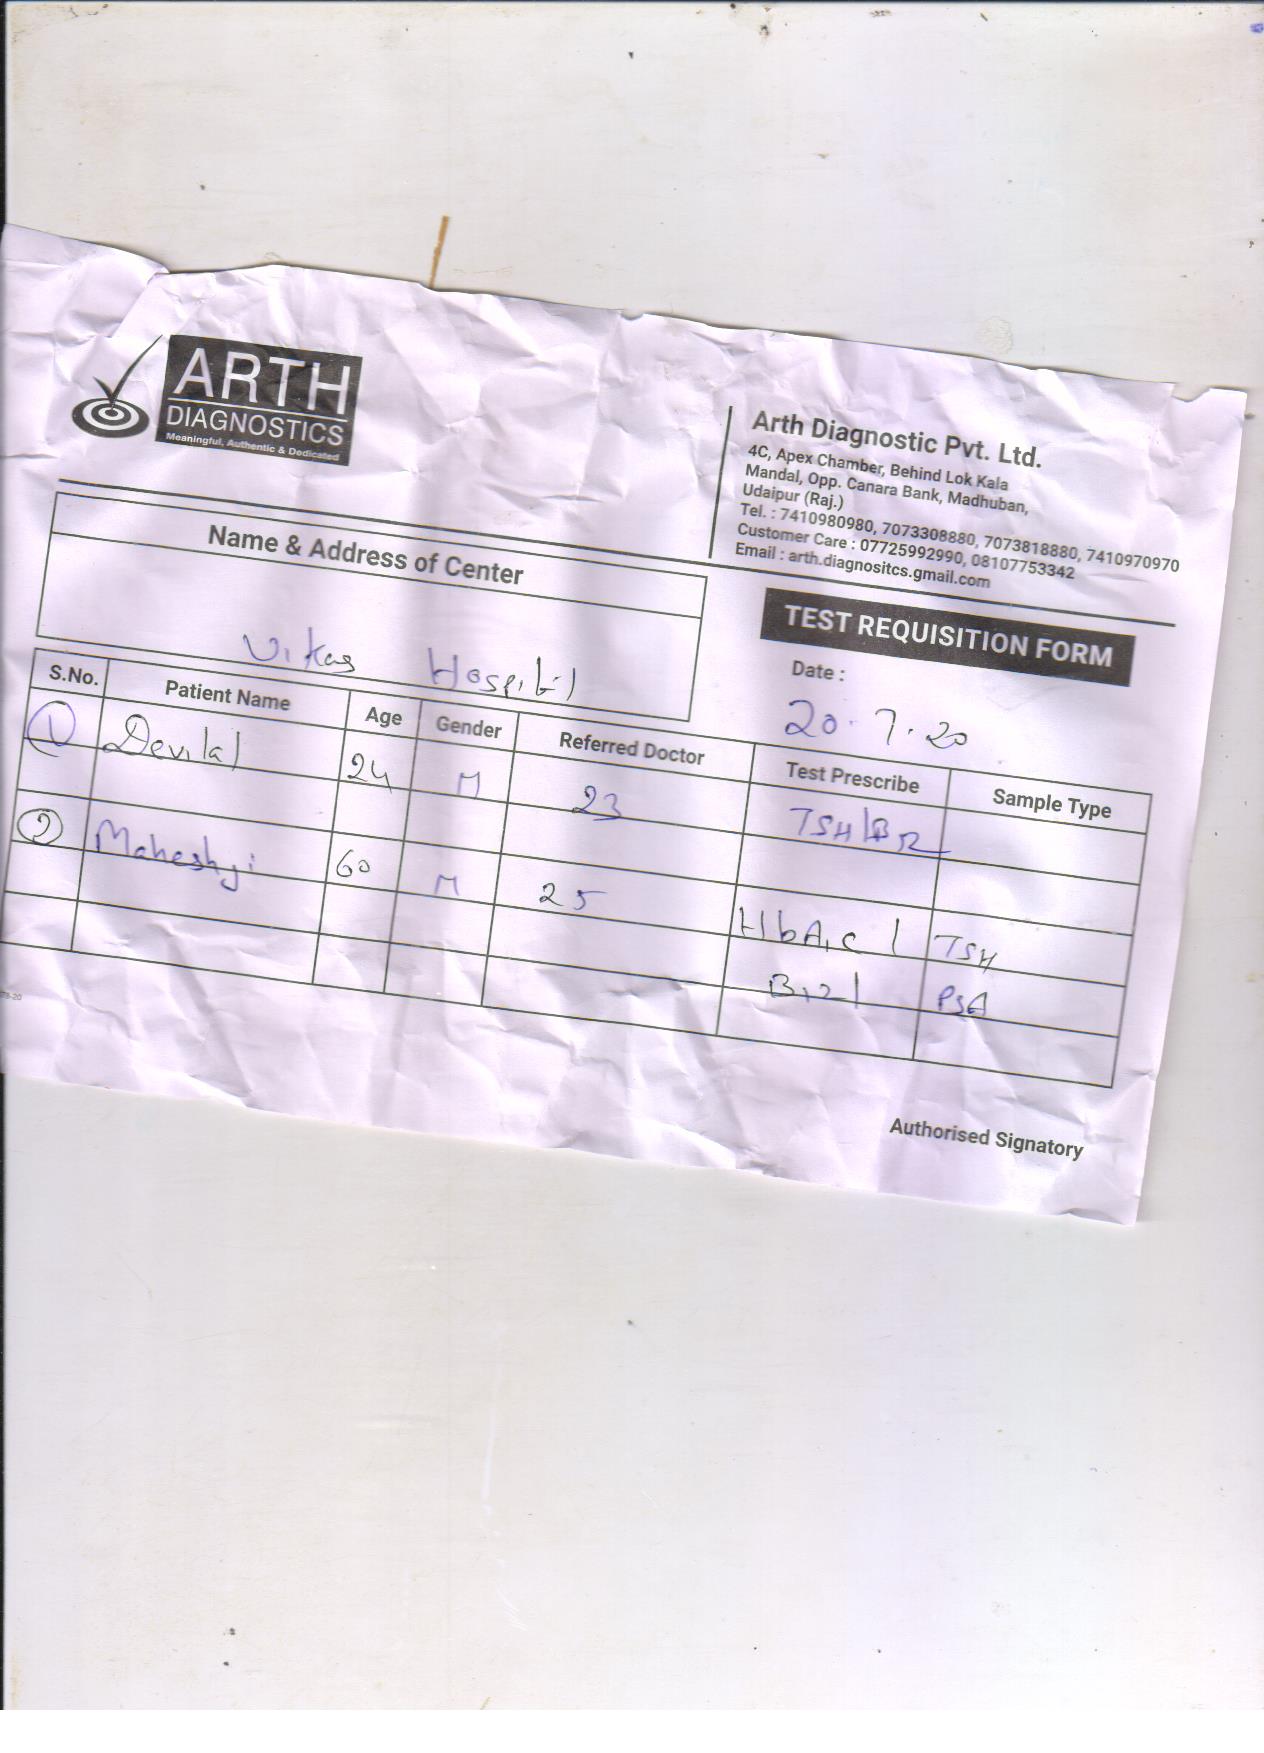 ARTH
DIAGNOSTICS
Meaningful, Authentic & Dedicated
Arth Diagnostic Pvt. Ltd.
4C, Apex Chamber, Behind Lok Kala
Mandal, Opp. Canara Bank, Madhuban,
Udaipur (Raj.)
Tel. : 7410980980, 7073308880, 7073818880, 7410970970
Customer Care : 07725992990, 08107753342
Email : arth.diagnositcs.gmail.com
Name & Address of Center
Vikas Hospital
TEST REQUISITION FORM
Date :
20.7.20
S.No. Patient Name Age Gender Referred Doctor Test Prescribe Sample Type
1 Devilal 24 M 23 TSH/B12
2 Maheshji 60 M 25 HbA1c / TSH
B12 / PSA
Authorised Signatory